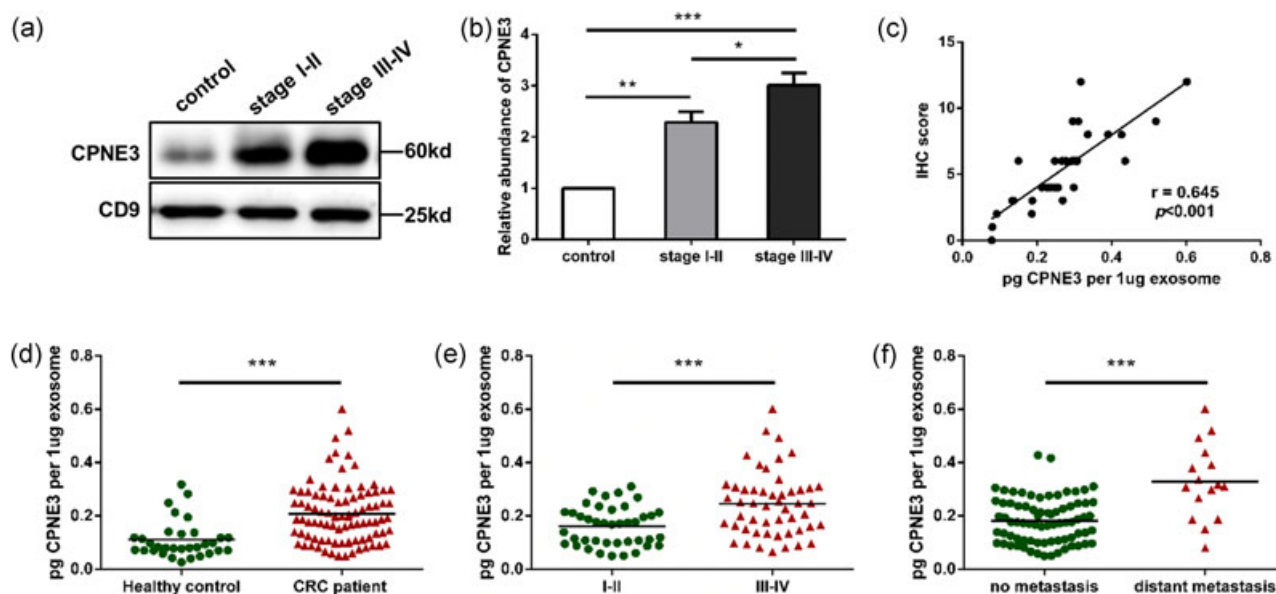 (a)
control
stage I-II
stage III-IV
CPNE3
60kd
CD9
25kd
(b)
Relative abundance of CPNE3
4
3
2
1
0
***
*
**
control
stage I-II
stage III-IV
(c)
IHC score
15
10
5
0
r = 0.645
p<0.001
0.0
0.2
0.4
0.6
0.8
pg CPNE3 per 1ug exosome
(d)
pg CPNE3 per 1ug exosome
0.8
0.6
0.4
0.2
0.0
***
Healthy control
CRC patient
(e)
pg CPNE3 per 1ug exosome
0.8
0.6
0.4
0.2
0.0
***
I-II
III-IV
(f)
pg CPNE3 per 1ug exosome
0.8
0.6
0.4
0.2
0.0
***
no metastasis
distant metastasis